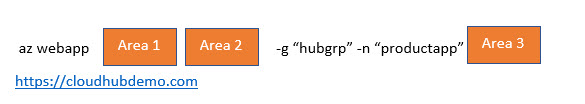 az webapp Area 1 Area 2 -g “hubgrp” -n “productapp” Area 3
https://cloudhubdemo.com